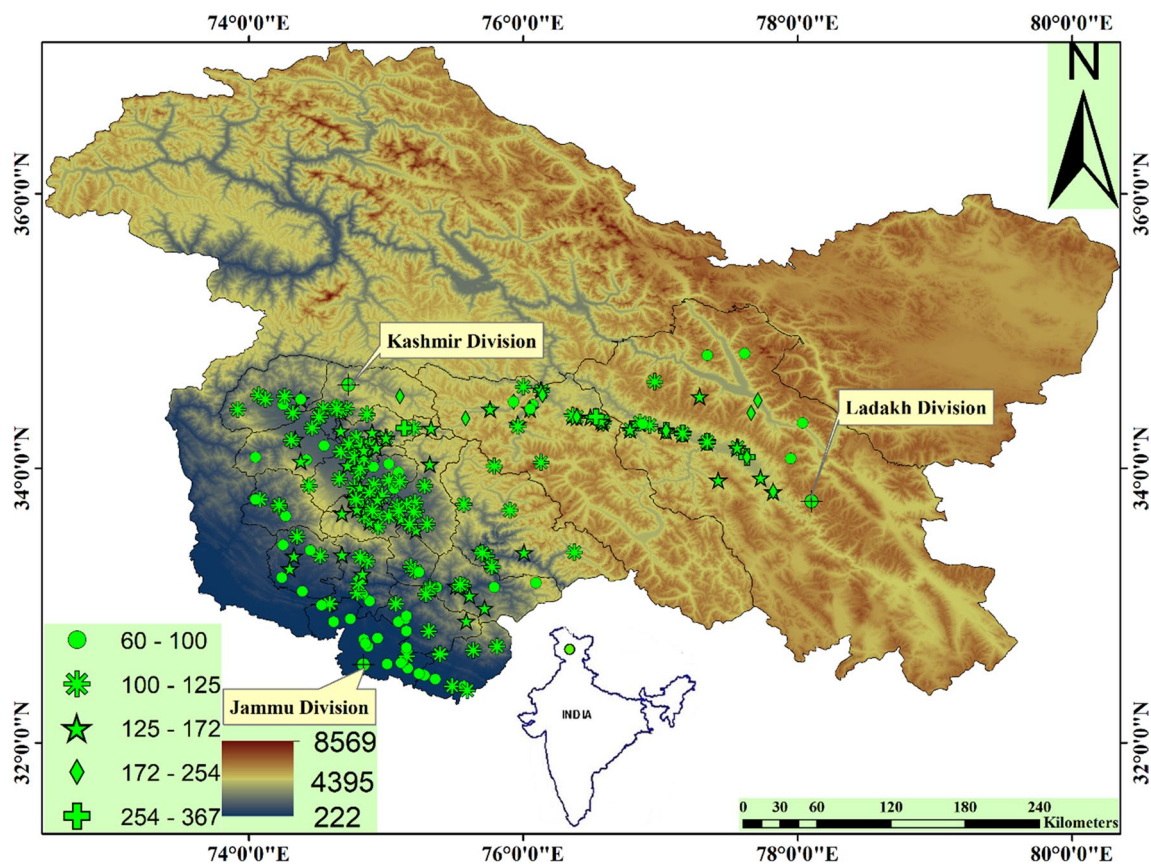 74°0'0"E 76°0'0"E 78°0'0"E 80°0'0"E
N
36°0'0"N 36°0'0"N
Kashmir Division
Ladakh Division
34°0'0"N 34°0'0"N
60 - 100
100 - 125
125 - 172
172 - 254
254 - 367
Jammu Division
8569
4395
222
INDIA
32°0'0"N 32°0'0"N
0 30 60 120 180 240
Kilometers
74°0'0"E 76°0'0"E 78°0'0"E 80°0'0"E